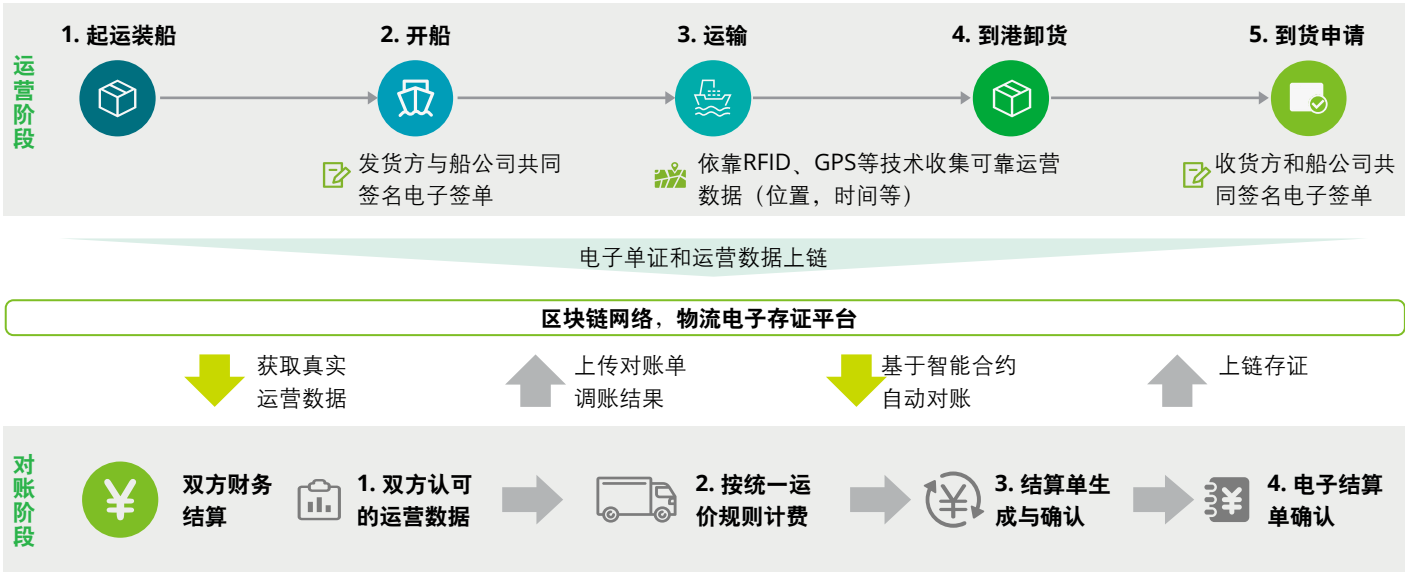 运营阶段
1. 起运装船
2. 开船
3. 运输
4. 到港卸货
5. 到货申请
发货方与船公司共同
签名电子签单
依靠RFID、GPS等技术收集可靠运营
数据（位置，时间等）
收货方和船公司共
同签名电子签单
电子单证和运营数据上链
区块链网络，物流电子存证平台
获取真实
运营数据
上传对账单
调账结果
基于智能合约
自动对账
上链存证
对账阶段
双方财务
结算
1. 双方认可
的运营数据
2. 按统一运
价规则计费
3. 结算单生
成与确认
4. 电子结算
单确认